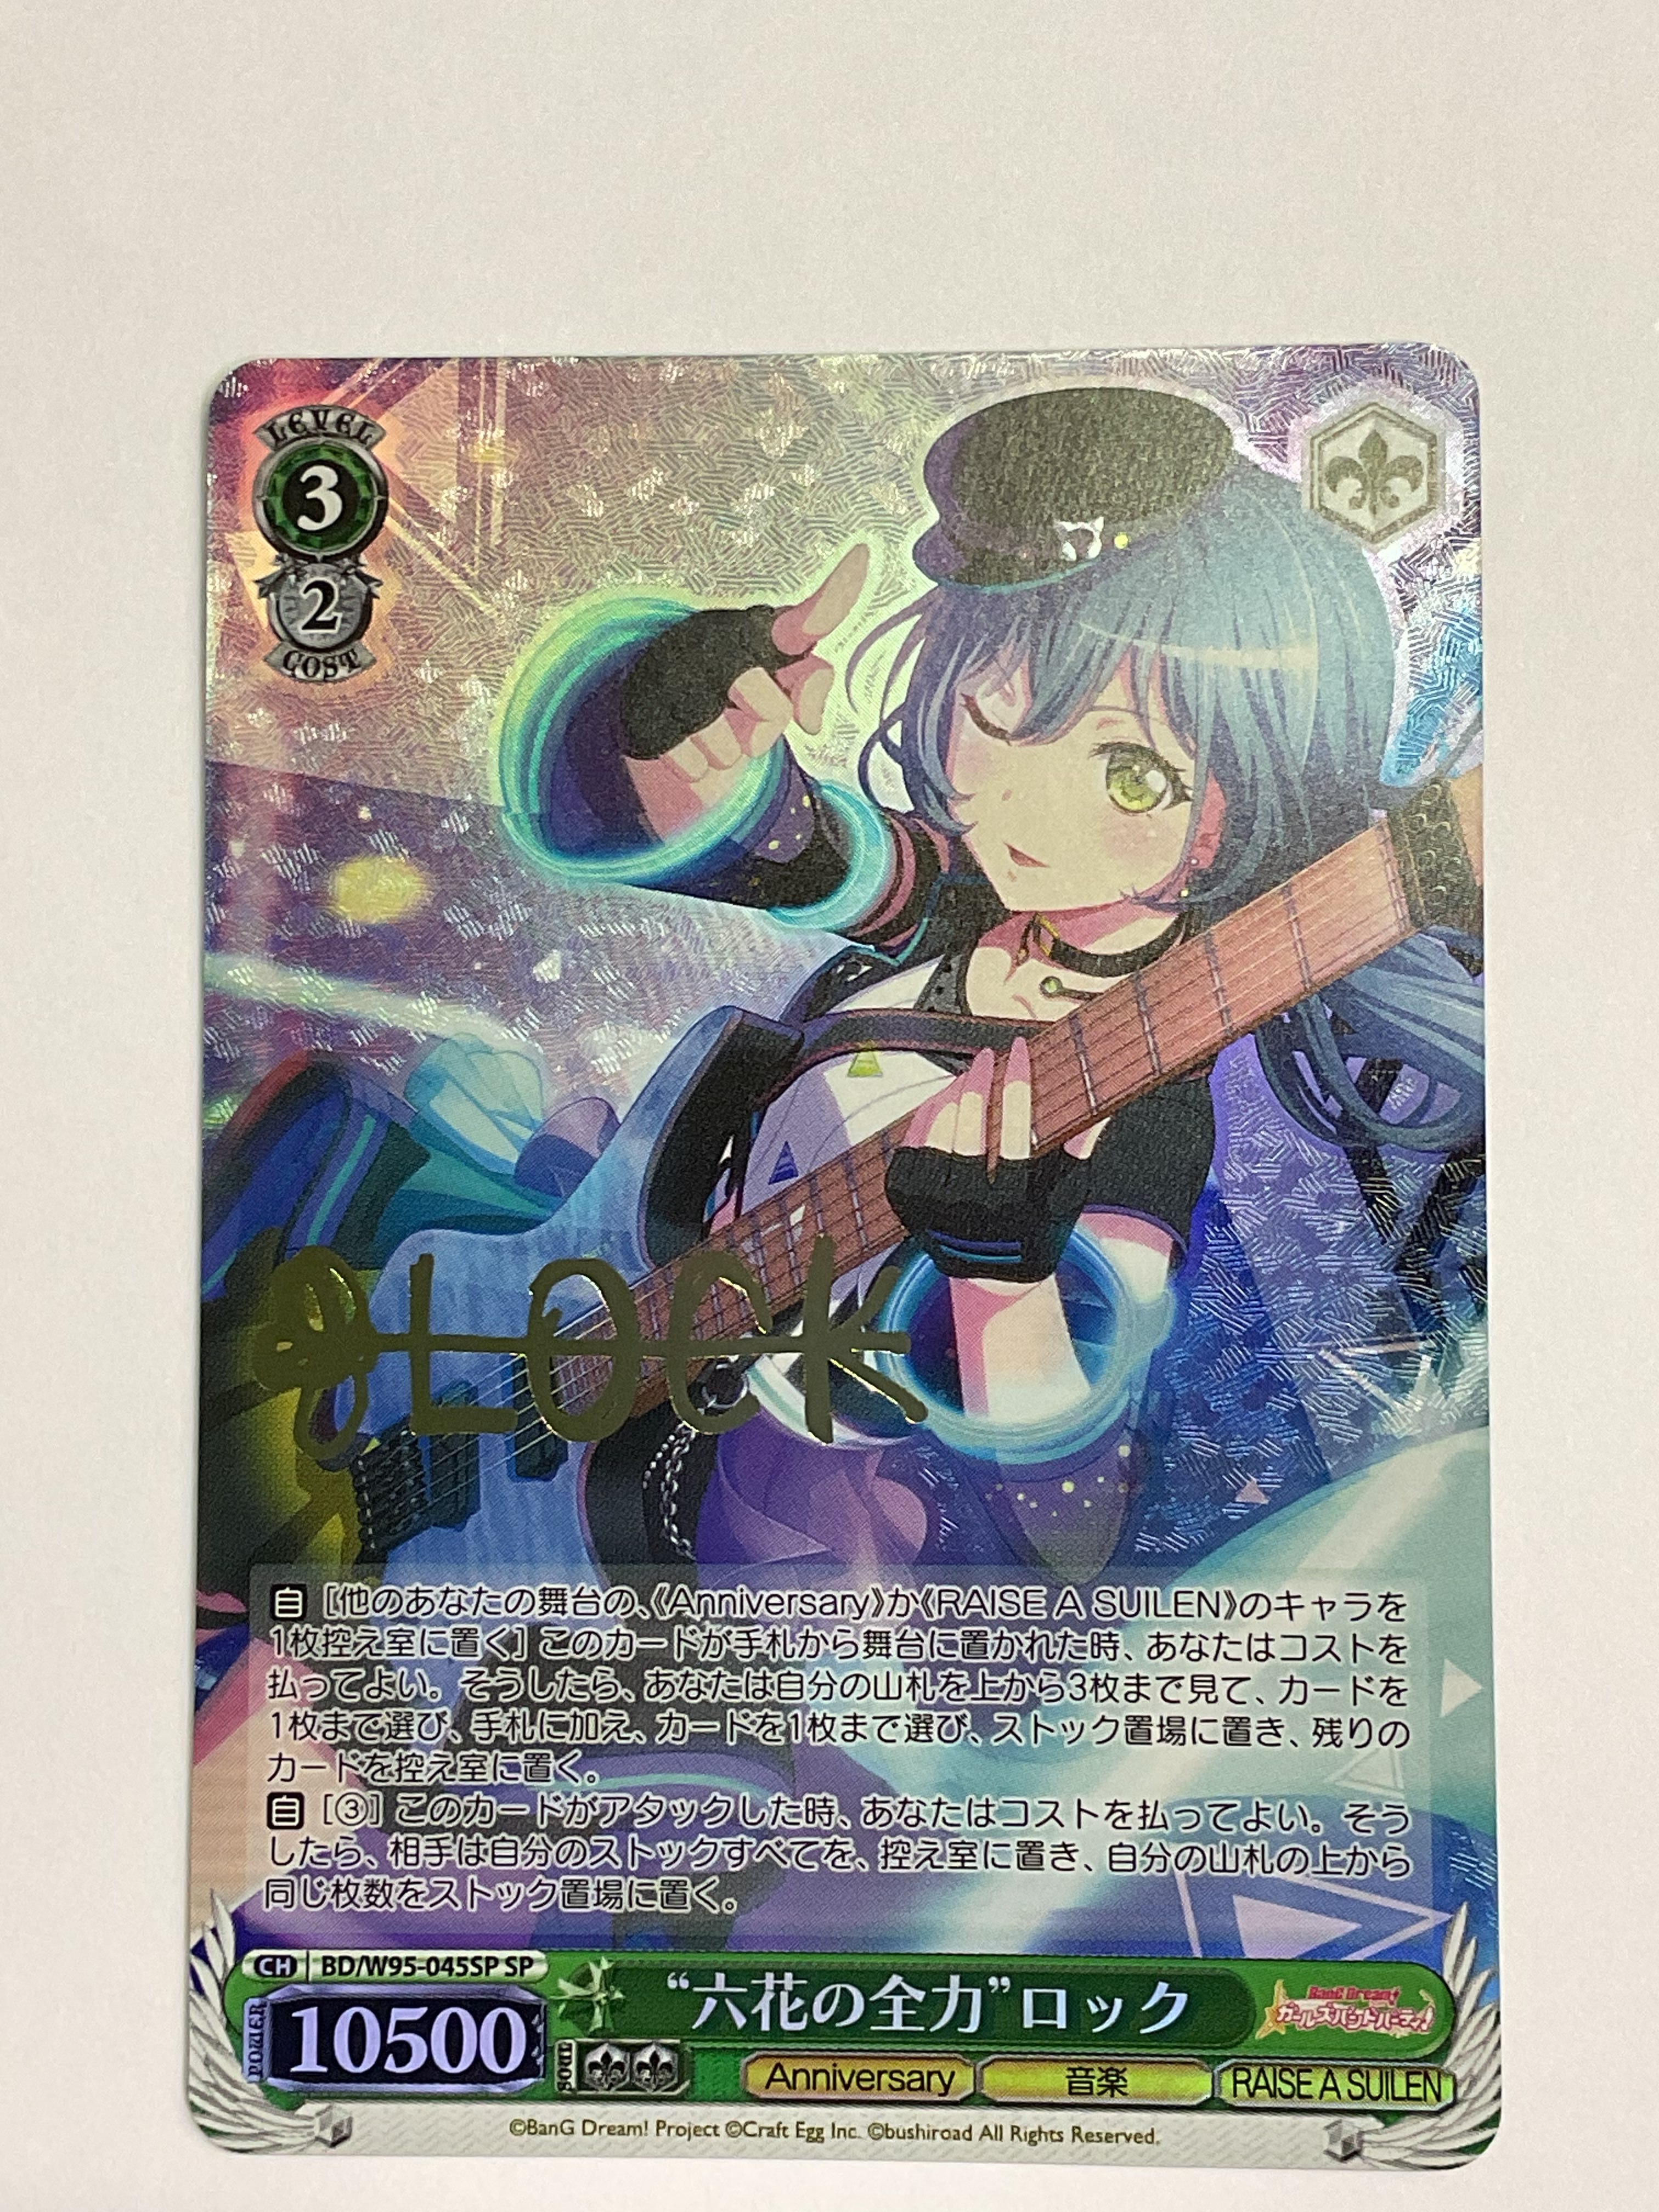 LEVEL
3
2
COST
LOCK
自 [他のあなたの舞台の、《Anniversary》か《RAISE A SUILEN》のキャラを
1枚控え室に置く] このカードが手札から舞台に置かれた時、あなたはコストを
払ってよい。そうしたら、あなたは自分の山札を上から3枚まで見て、カードを
1枚まで選び、手札に加え、カードを1枚まで選び、ストック置場に置き、残りの
カードを控え室に置く。
自 [③] このカードがアタックした時、あなたはコストを払ってよい。そう
したら、相手は自分のストックすべてを、控え室に置き、自分の山札の上から
同じ枚数をストック置場に置く。
CH BD/W95-045SP SP
“六花の全力”ロック
BanG Dream!
ガールズバンドパーティ!
POWER
10500
SOUL
Anniversary 音楽 RAISE A SUILEN
©BanG Dream! Project ©Craft Egg Inc. ©bushiroad All Rights Reserved.